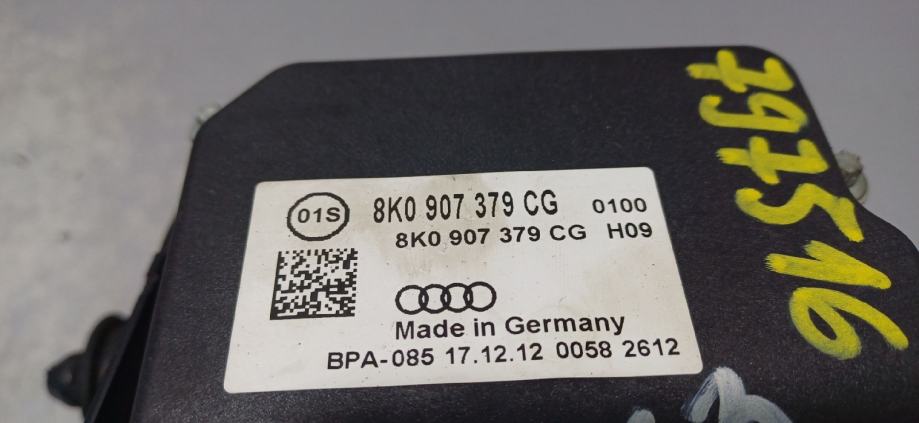 01S 8K0 907 379 CG 0100
8K0 907 379 CG H09
Made in Germany
BPA-085 17.12.12 0058 2612
797516